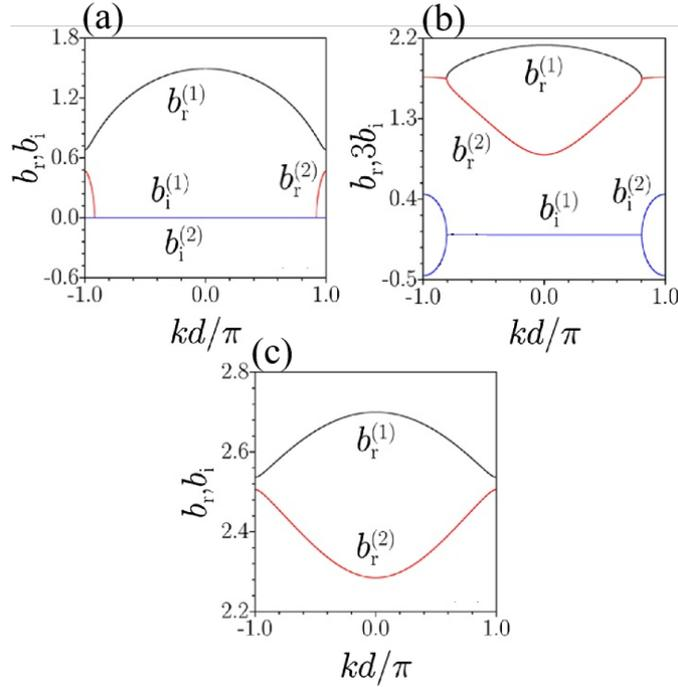 (a)
(b)
1.8
1.2
0.6
0.0
-0.6
b_r,b_i
b_r^(1)
b_i^(1)
b_r^(2)
b_i^(2)
-1.0 0.0 1.0
kd/π
2.2
1.3
0.4
-0.5
b_r,3b_i
b_r^(1)
b_r^(2)
b_i^(1)
b_i^(2)
-1.0 0.0 1.0
kd/π
(c)
2.8
2.6
2.4
2.2
b_r,b_i
b_r^(1)
b_r^(2)
-1.0 0.0 1.0
kd/π